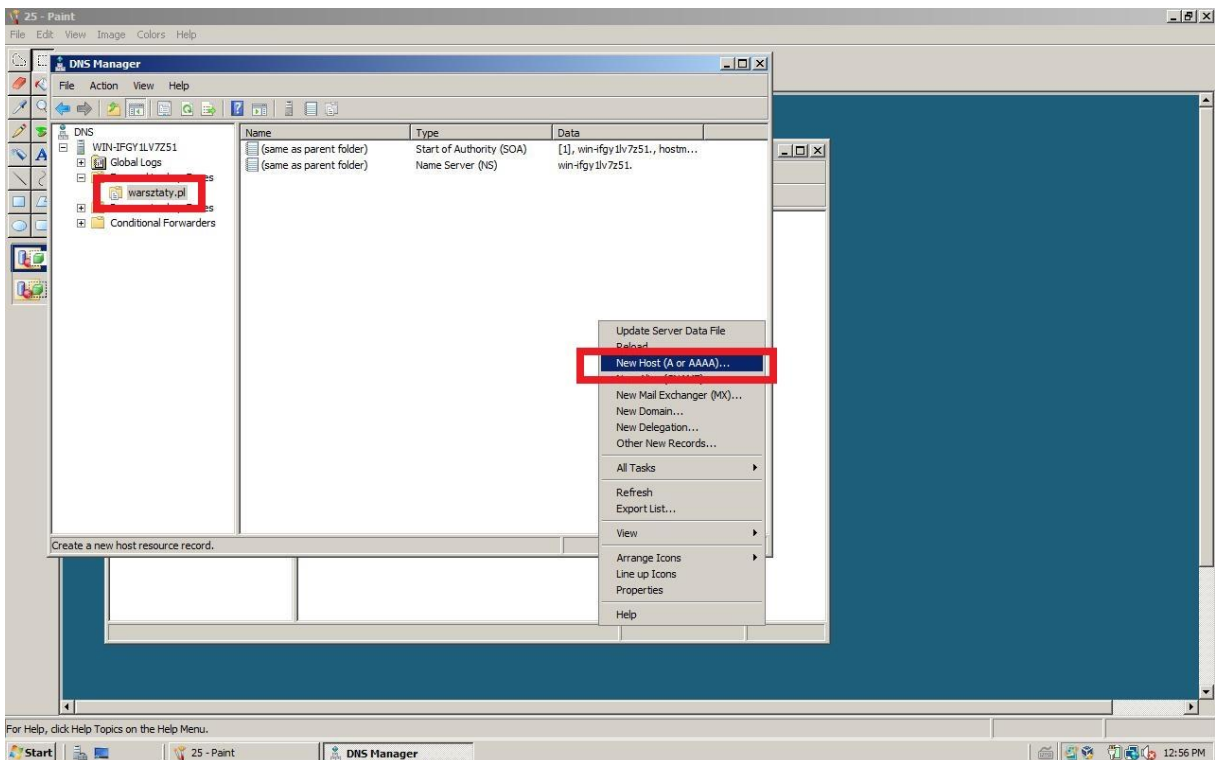 25 - Paint
File Edit View Image Colors Help
DNS Manager
File Action View Help
DNS
WIN-IFGY1LV7Z51
Global Logs
warsztaty.pl
Conditional Forwarders
Name Type Data
(same as parent folder) Start of Authority (SOA) [1], win-ifgy1lv7z51., hostm...
(same as parent folder) Name Server (NS) win-ifgy1lv7z51.
Update Server Data File
Reload
New Host (A or AAAA)...
New Mail Exchanger (MX)...
New Domain...
New Delegation...
Other New Records...
All Tasks
Refresh
Export List...
View
Arrange Icons
Line up Icons
Properties
Help
Create a new host resource record.
For Help, click Help Topics on the Help Menu.
Start 25 - Paint DNS Manager 12:56 PM